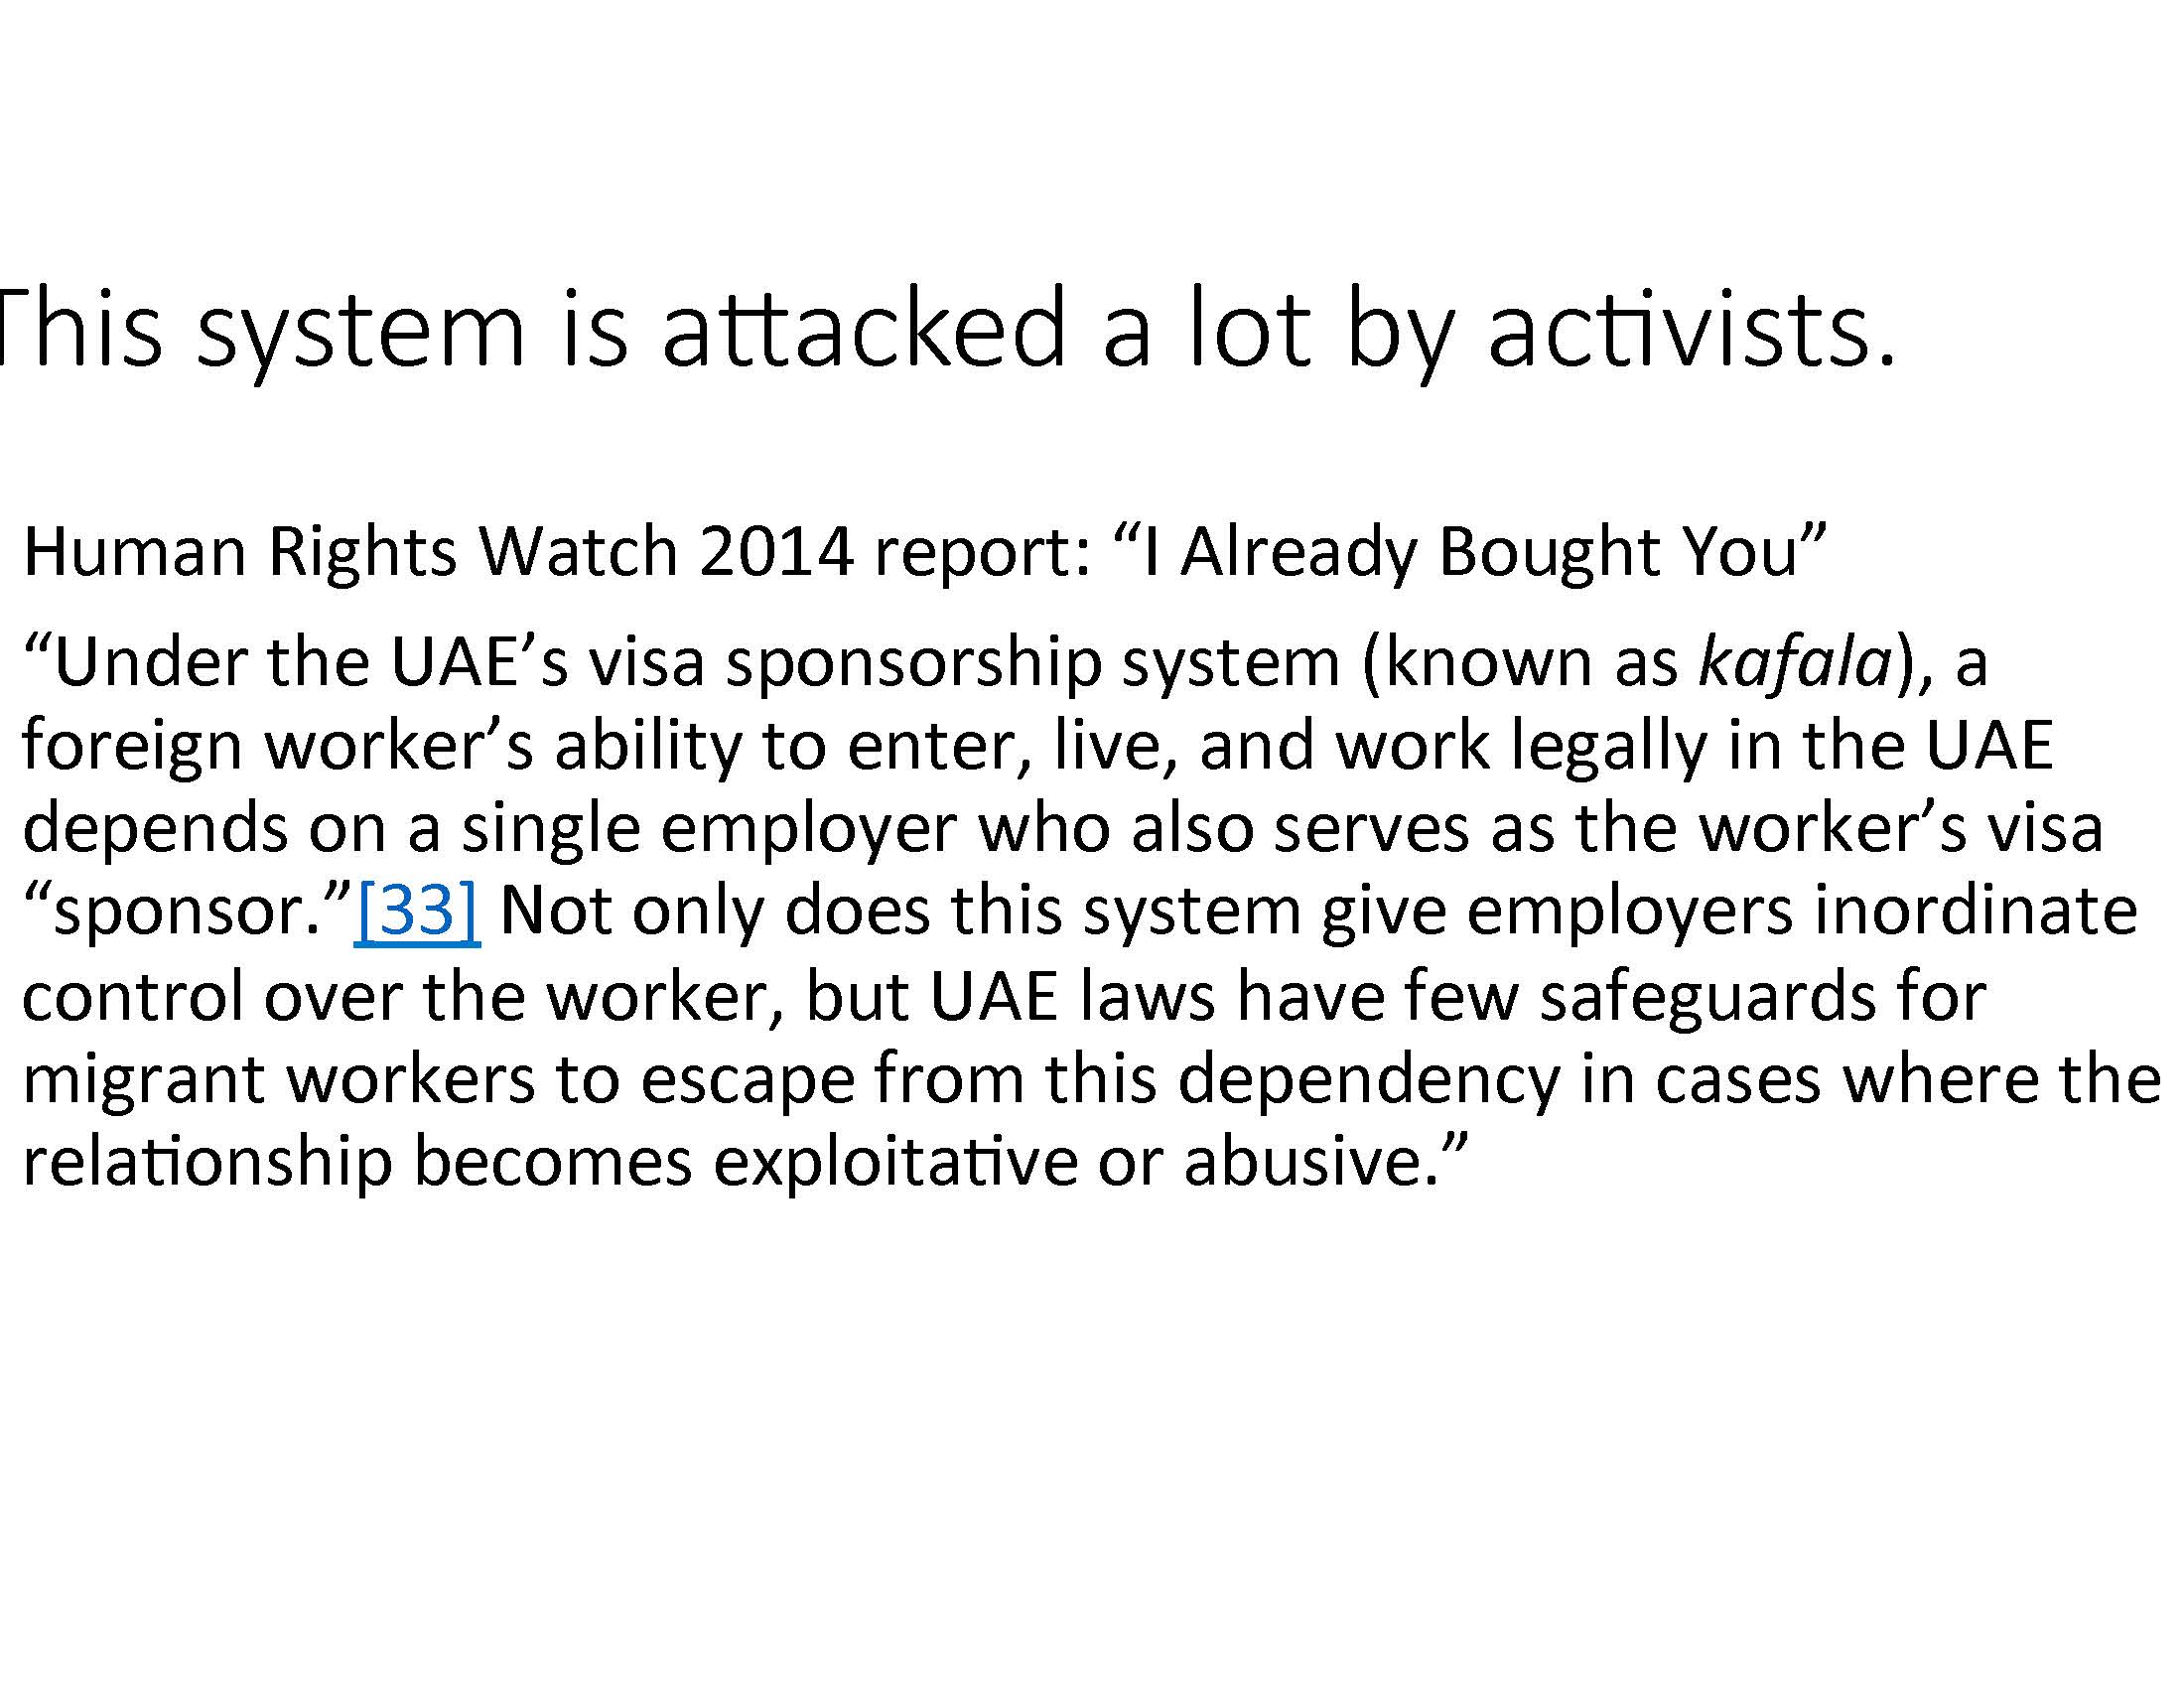 This system is attacked a lot by activists.
Human Rights Watch 2014 report: “I Already Bought You”
“Under the UAE’s visa sponsorship system (known as kafala), a
foreign worker’s ability to enter, live, and work legally in the UAE
depends on a single employer who also serves as the worker’s visa
“sponsor.”[33] Not only does this system give employers inordinate
control over the worker, but UAE laws have few safeguards for
migrant workers to escape from this dependency in cases where the
relationship becomes exploitative or abusive.”